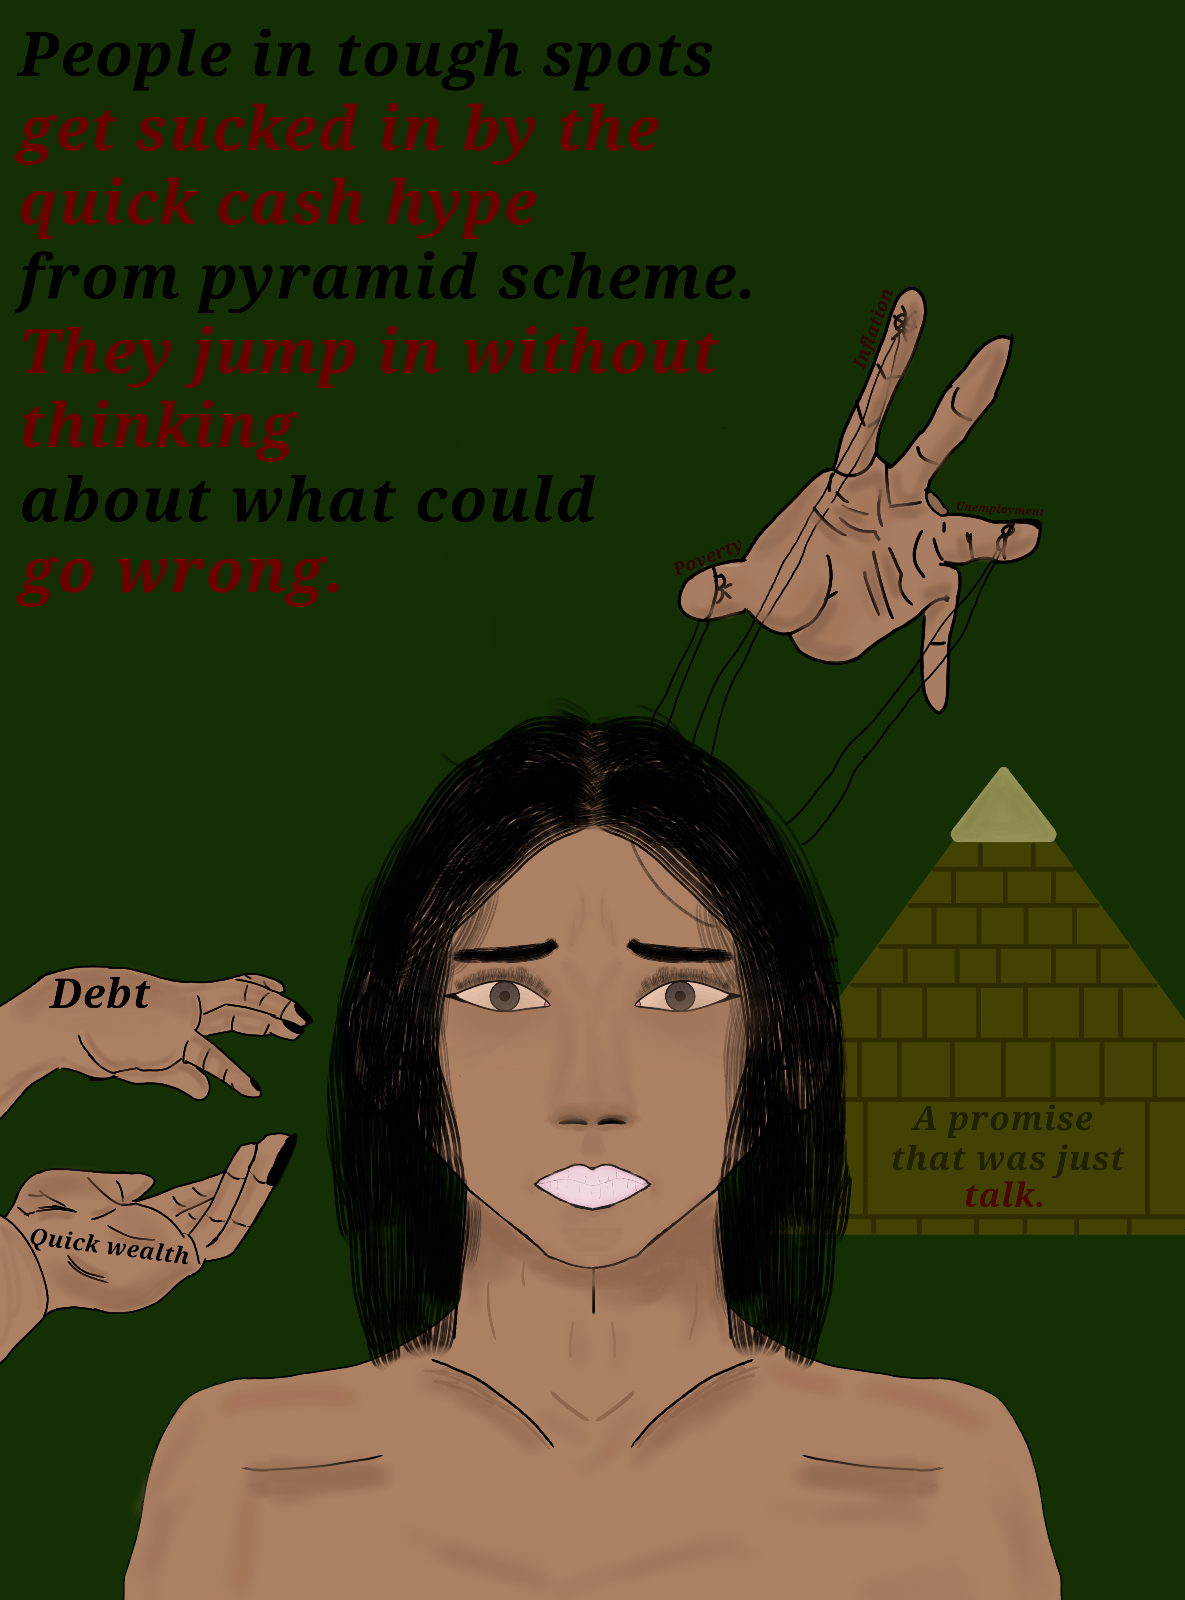 People in tough spots
get sucked in by the
quick cash hype
from pyramid scheme.
They jump in without
thinking
about what could
go wrong.
Inflation
Unemployment
Poverty
Debt
Quick wealth
A promise
that was just
talk.